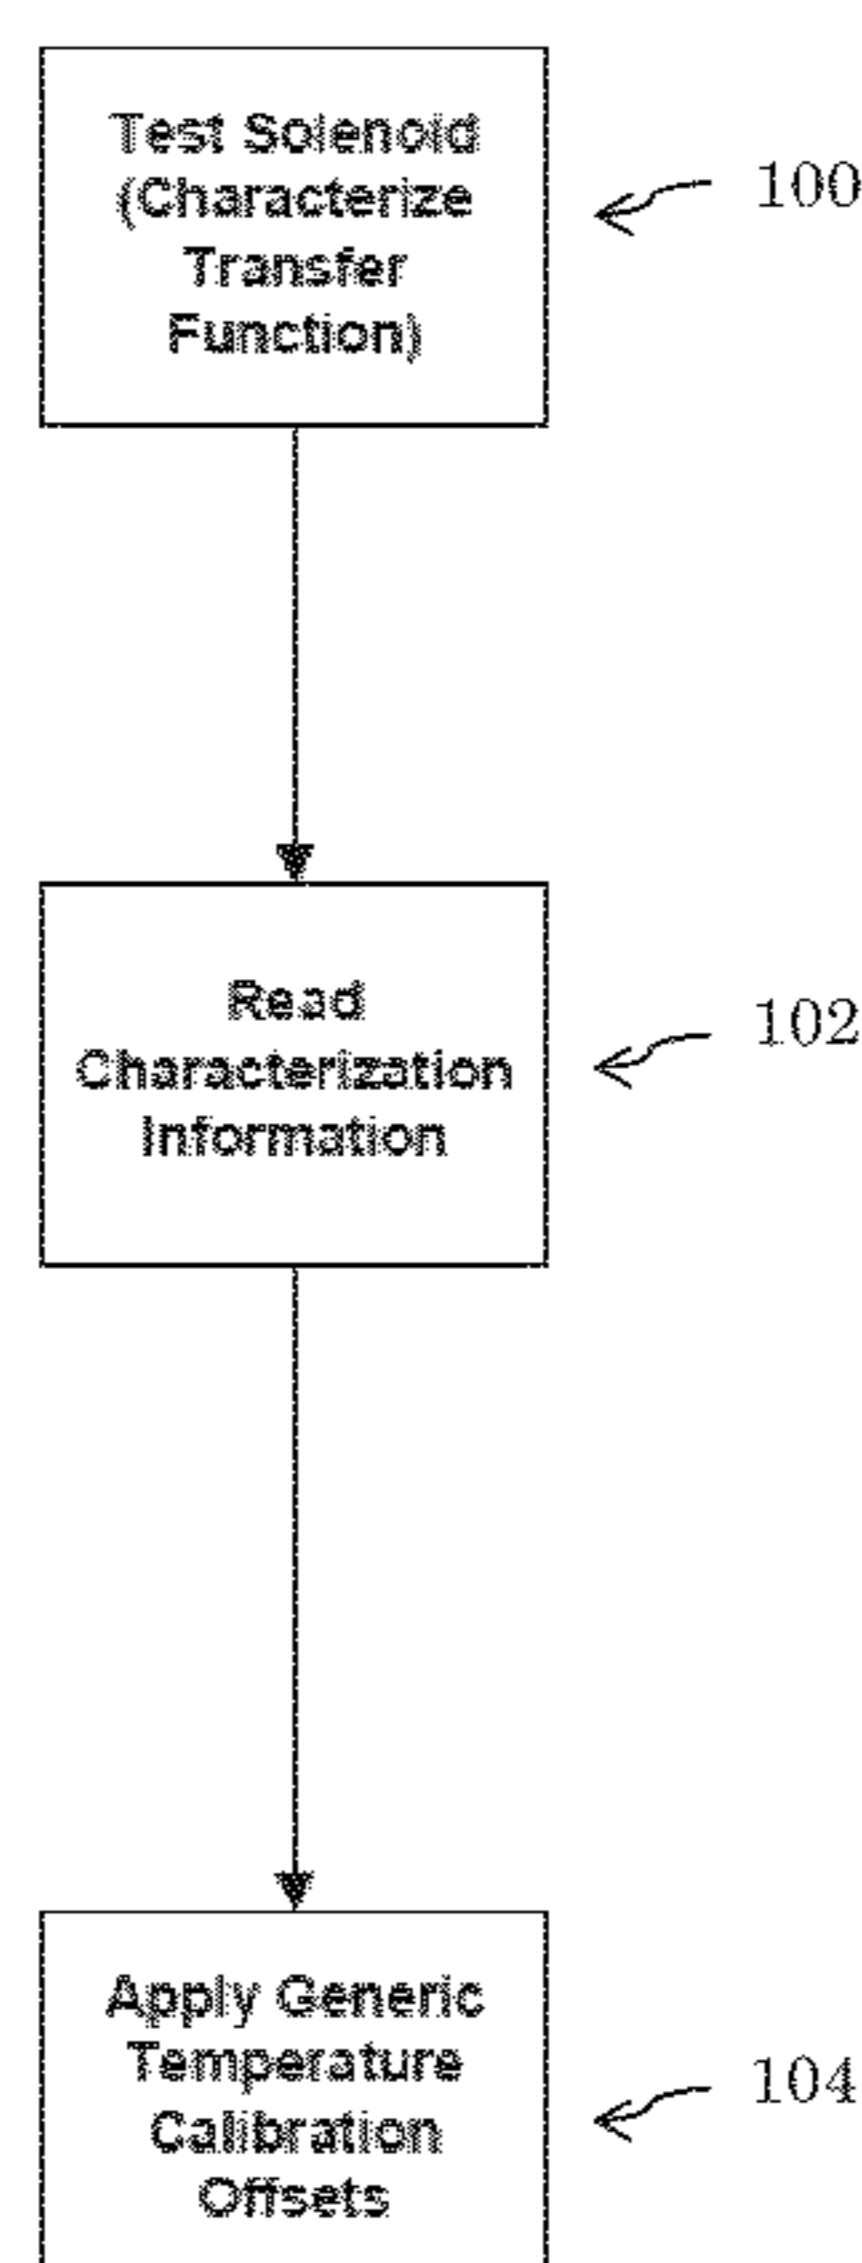 Test Solenoid
(Characterize
Transfer
Function)
100
Read
Characterization
Information
102
Apply Generic
Temperature
Calibration
Offsets
104